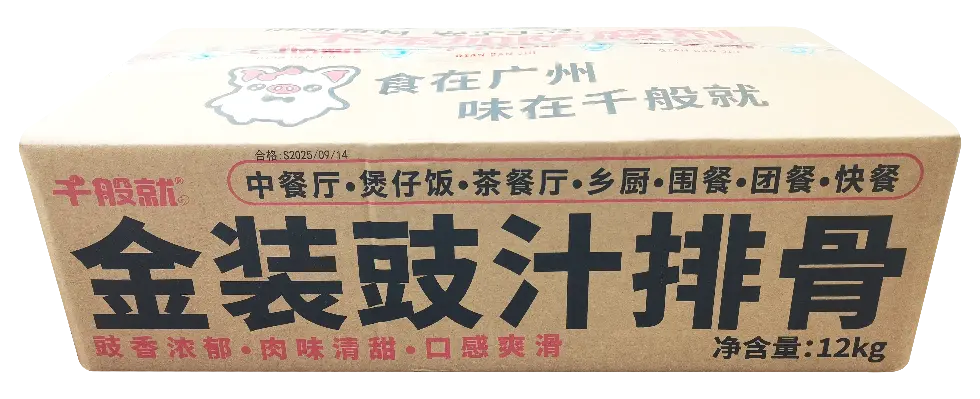 食在广州
味在千般就
合格:S2025/09/14
千般就®
中餐厅•煲仔饭•茶餐厅•乡厨•围餐•团餐•快餐
金装豉汁排骨
豉香浓郁•肉味清甜•口感爽滑
净含量:12kg